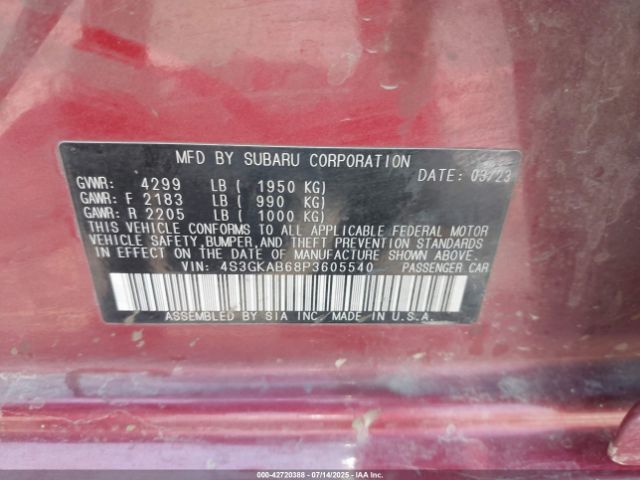 MFD BY SUBARU CORPORATION
DATE: 03/23
GVWR: 4299 LB ( 1950 KG)
GAWR: F 2183 LB ( 990 KG)
GAWR: R 2205 LB ( 1000 KG)
THIS VEHICLE CONFORMS TO ALL APPLICABLE FEDERAL MOTOR
VEHICLE SAFETY, BUMPER, AND THEFT PREVENTION STANDARDS
IN EFFECT ON THE DATE OF MANUFACTURE SHOWN ABOVE.
VIN: 4S3GKAB68P3605540 PASSENGER CAR
ASSEMBLED BY SIA INC. MADE IN U.S.A.
000-42720388 - 07/14/2025 - IAAI.COM